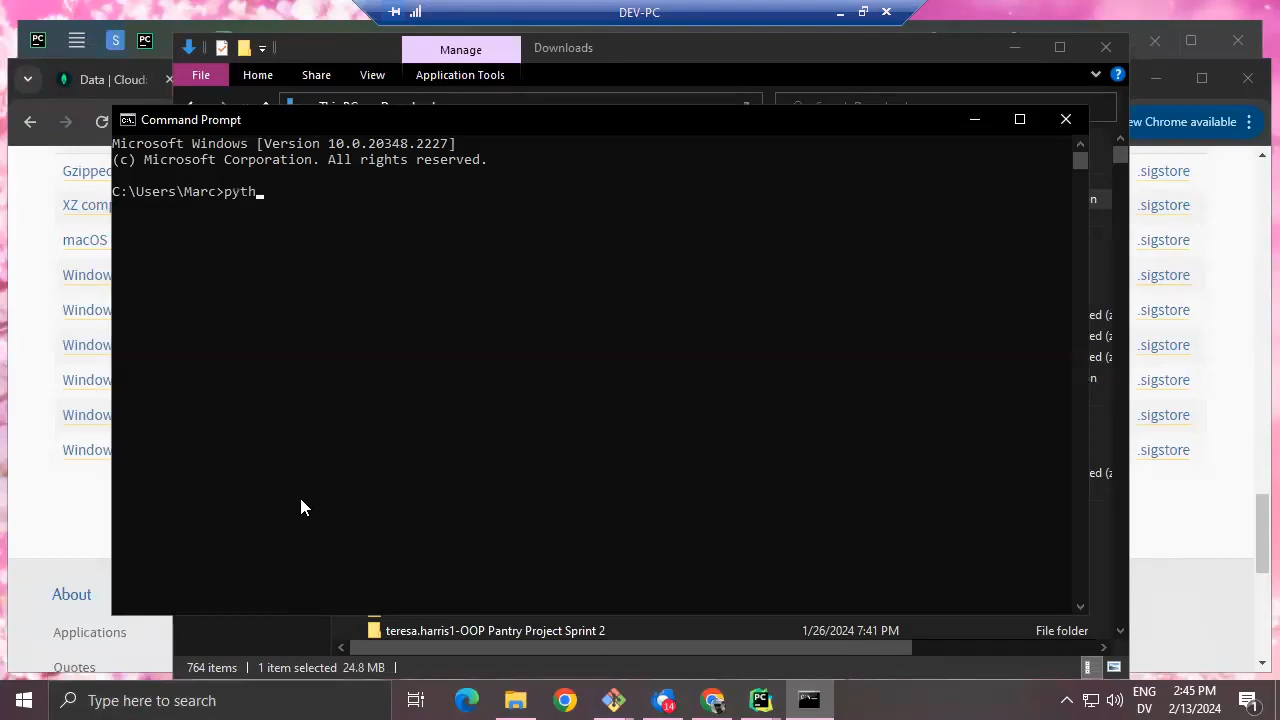 DEV-PC
Manage
Downloads
File
Home
Share
View
Application Tools
Data | Cloud
ew Chrome available
Command Prompt
Microsoft Windows [Version 10.0.20348.2227]
(c) Microsoft Corporation. All rights reserved.
C:\Users\Marc>pyth_
Gzipped
XZ comp
macOS
Window
Window
Window
Window
Window
Window
.sigstore
.sigstore
.sigstore
.sigstore
.sigstore
.sigstore
.sigstore
.sigstore
.sigstore
About
Applications
Quotes
teresa.harris1-OOP Pantry Project Sprint 2
1/26/2024 7:41 PM
File folder
764 items
1 item selected 24.8 MB
Type here to search
14
ENG
DV
2:45 PM
2/13/2024
1